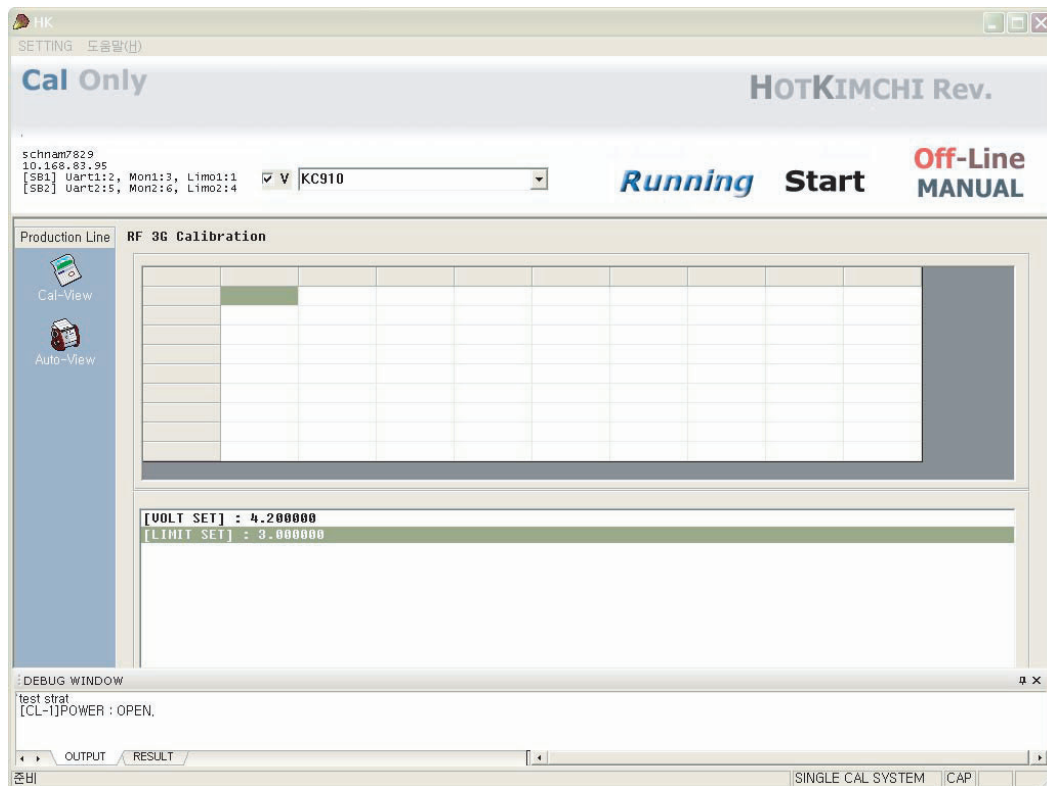 HK
SETTING 도움말(H)
Cal Only
HOTKIMCHI Rev.
schnam7829
10.168.83.95
[SB1] Uart1:2, Mon1:3, Limo1:1
[SB2] Uart2:5, Mon2:6, Limo2:4
V KC910
Running Start
Off-Line
MANUAL
Production Line
RF 3G Calibration
Cal-View
Auto-View
[VOLT SET] : 4.200000
[LIMIT SET] : 3.000000
DEBUG WINDOW
test strat
[CL-1]POWER : OPEN,
OUTPUT RESULT
준비
SINGLE CAL SYSTEM CAP